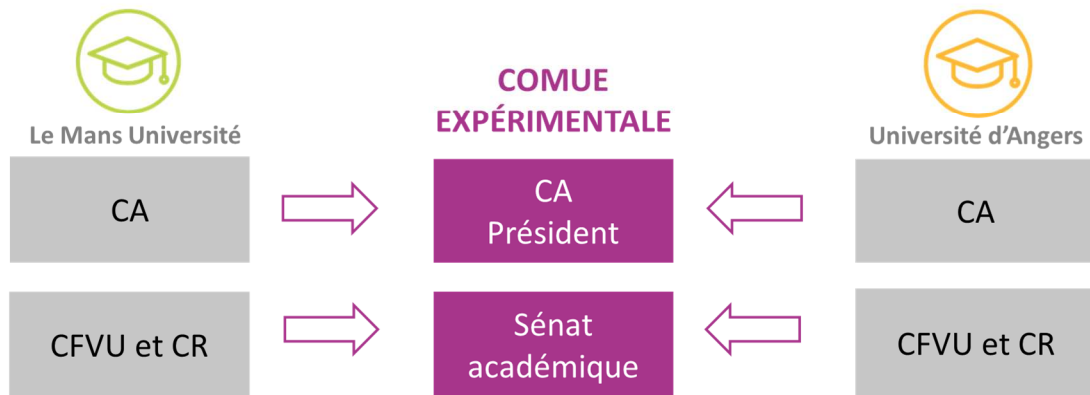 Le Mans Université
COMUE
EXPÉRIMENTALE
Université d'Angers
CA
CA
Président
CA
CFVU et CR
Sénat
académique
CFVU et CR